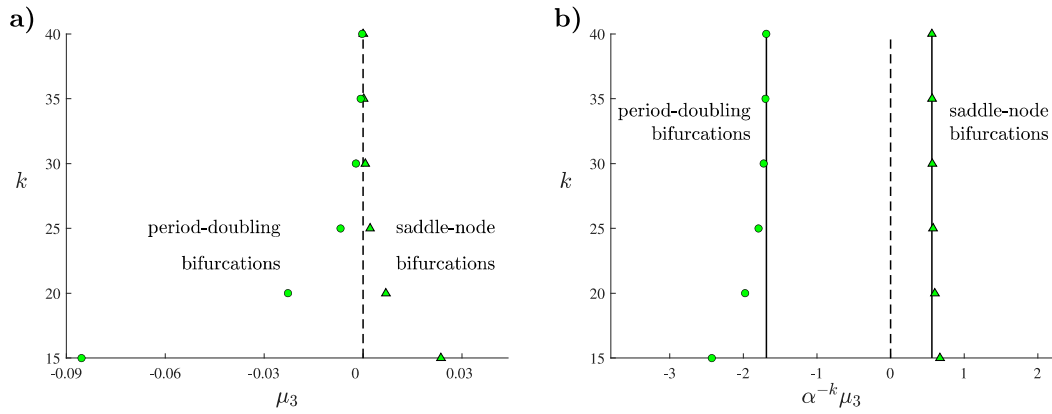 a)
40
35
30
k
25
20
15
period-doubling
bifurcations
saddle-node
bifurcations
-0.09
-0.06
-0.03
0
0.03
μ₃
b)
40
35
30
k
25
20
15
period-doubling
bifurcations
saddle-node
bifurcations
-3
-2
-1
0
1
2
α⁻ᵏμ₃